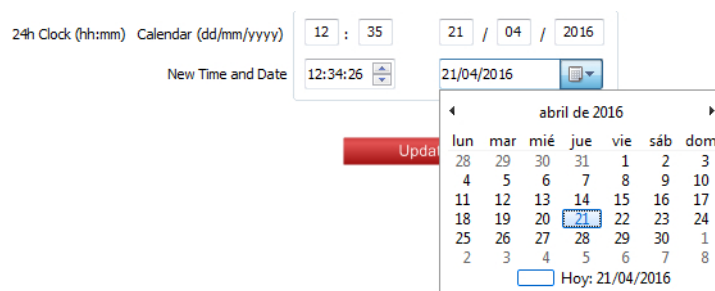 24h Clock (hh:mm) Calendar (dd/mm/yyyy) 12 : 35 21 / 04 / 2016
New Time and Date 12:34:26 21/04/2016
abril de 2016
Updat
lun mar mié jue vie sáb dom
28 29 30 31 1 2 3
4 5 6 7 8 9 10
11 12 13 14 15 16 17
18 19 20 21 22 23 24
25 26 27 28 29 30 1
2 3 4 5 6 7 8
Hoy: 21/04/2016